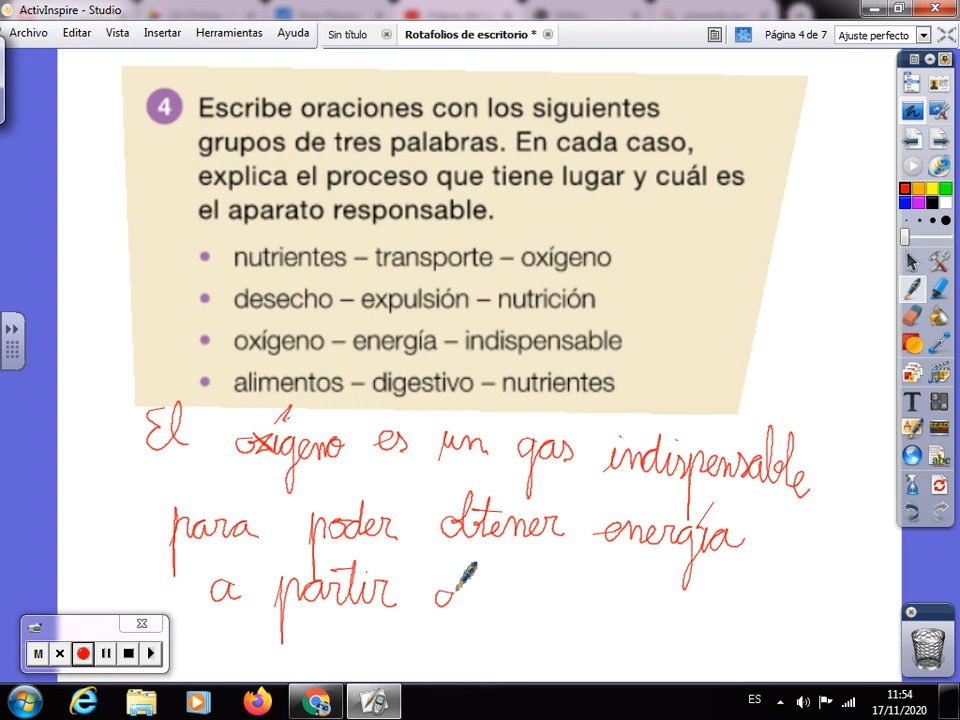 ActivInspire - Studio
Archivo Editar Vista Insertar Herramientas Ayuda
Sin título
Rotafolios de escritorio *
Página 4 de 7
Ajuste perfecto
4 Escribe oraciones con los siguientes
grupos de tres palabras. En cada caso,
explica el proceso que tiene lugar y cuál es
el aparato responsable.
• nutrientes – transporte – oxígeno
• desecho – expulsión – nutrición
• oxígeno – energía – indispensable
• alimentos – digestivo – nutrientes
El oxígeno es un gas indispensable
para poder obtener energía
a partir
T
M
ES
11:54
17/11/2020